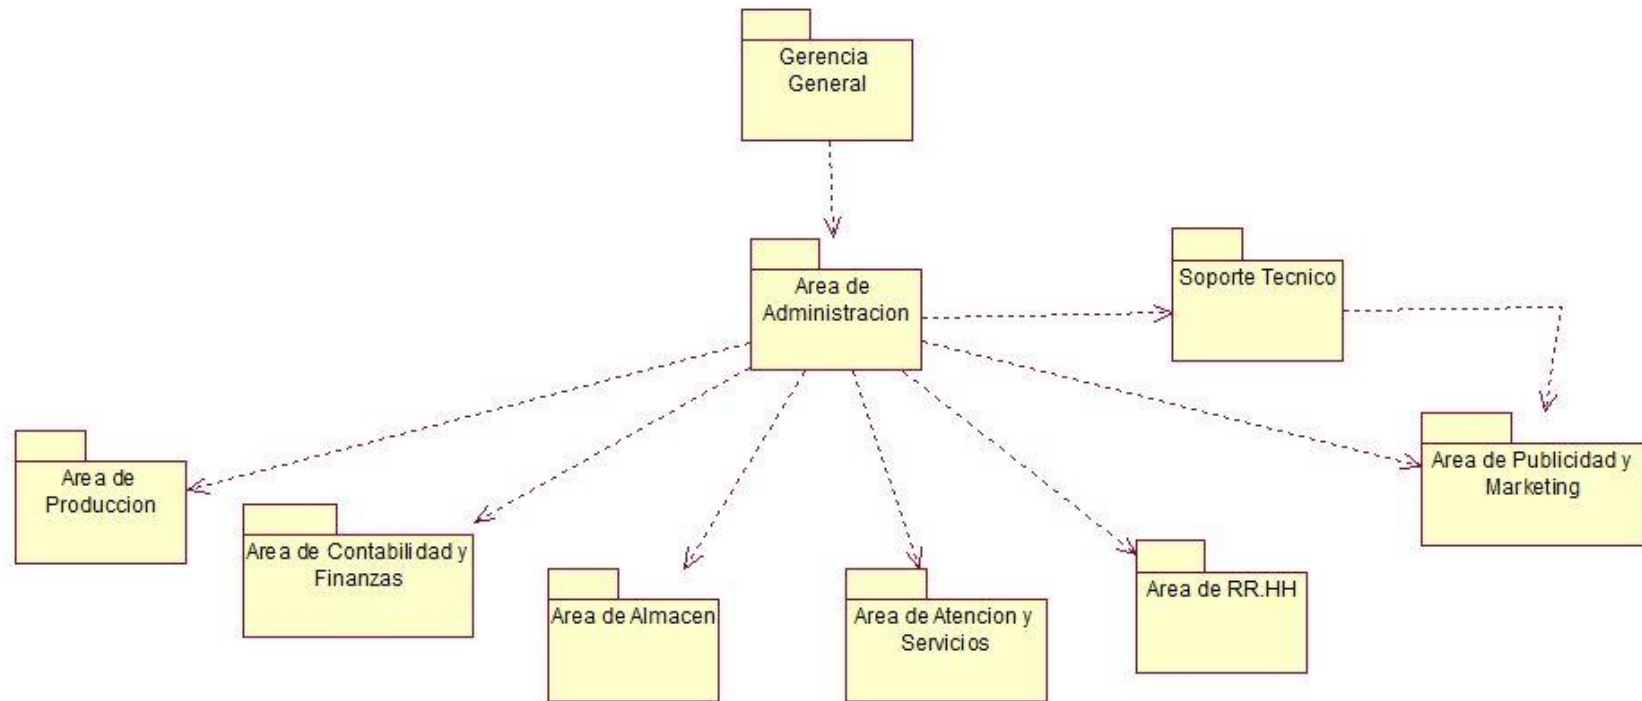 Gerencia
General
Area de
Administracion
Soporte Tecnico
Area de
Produccion
Area de Contabilidad y
Finanzas
Area de Almacen
Area de Atencion y
Servicios
Area de RR.HH
Area de Publicidad y
Marketing